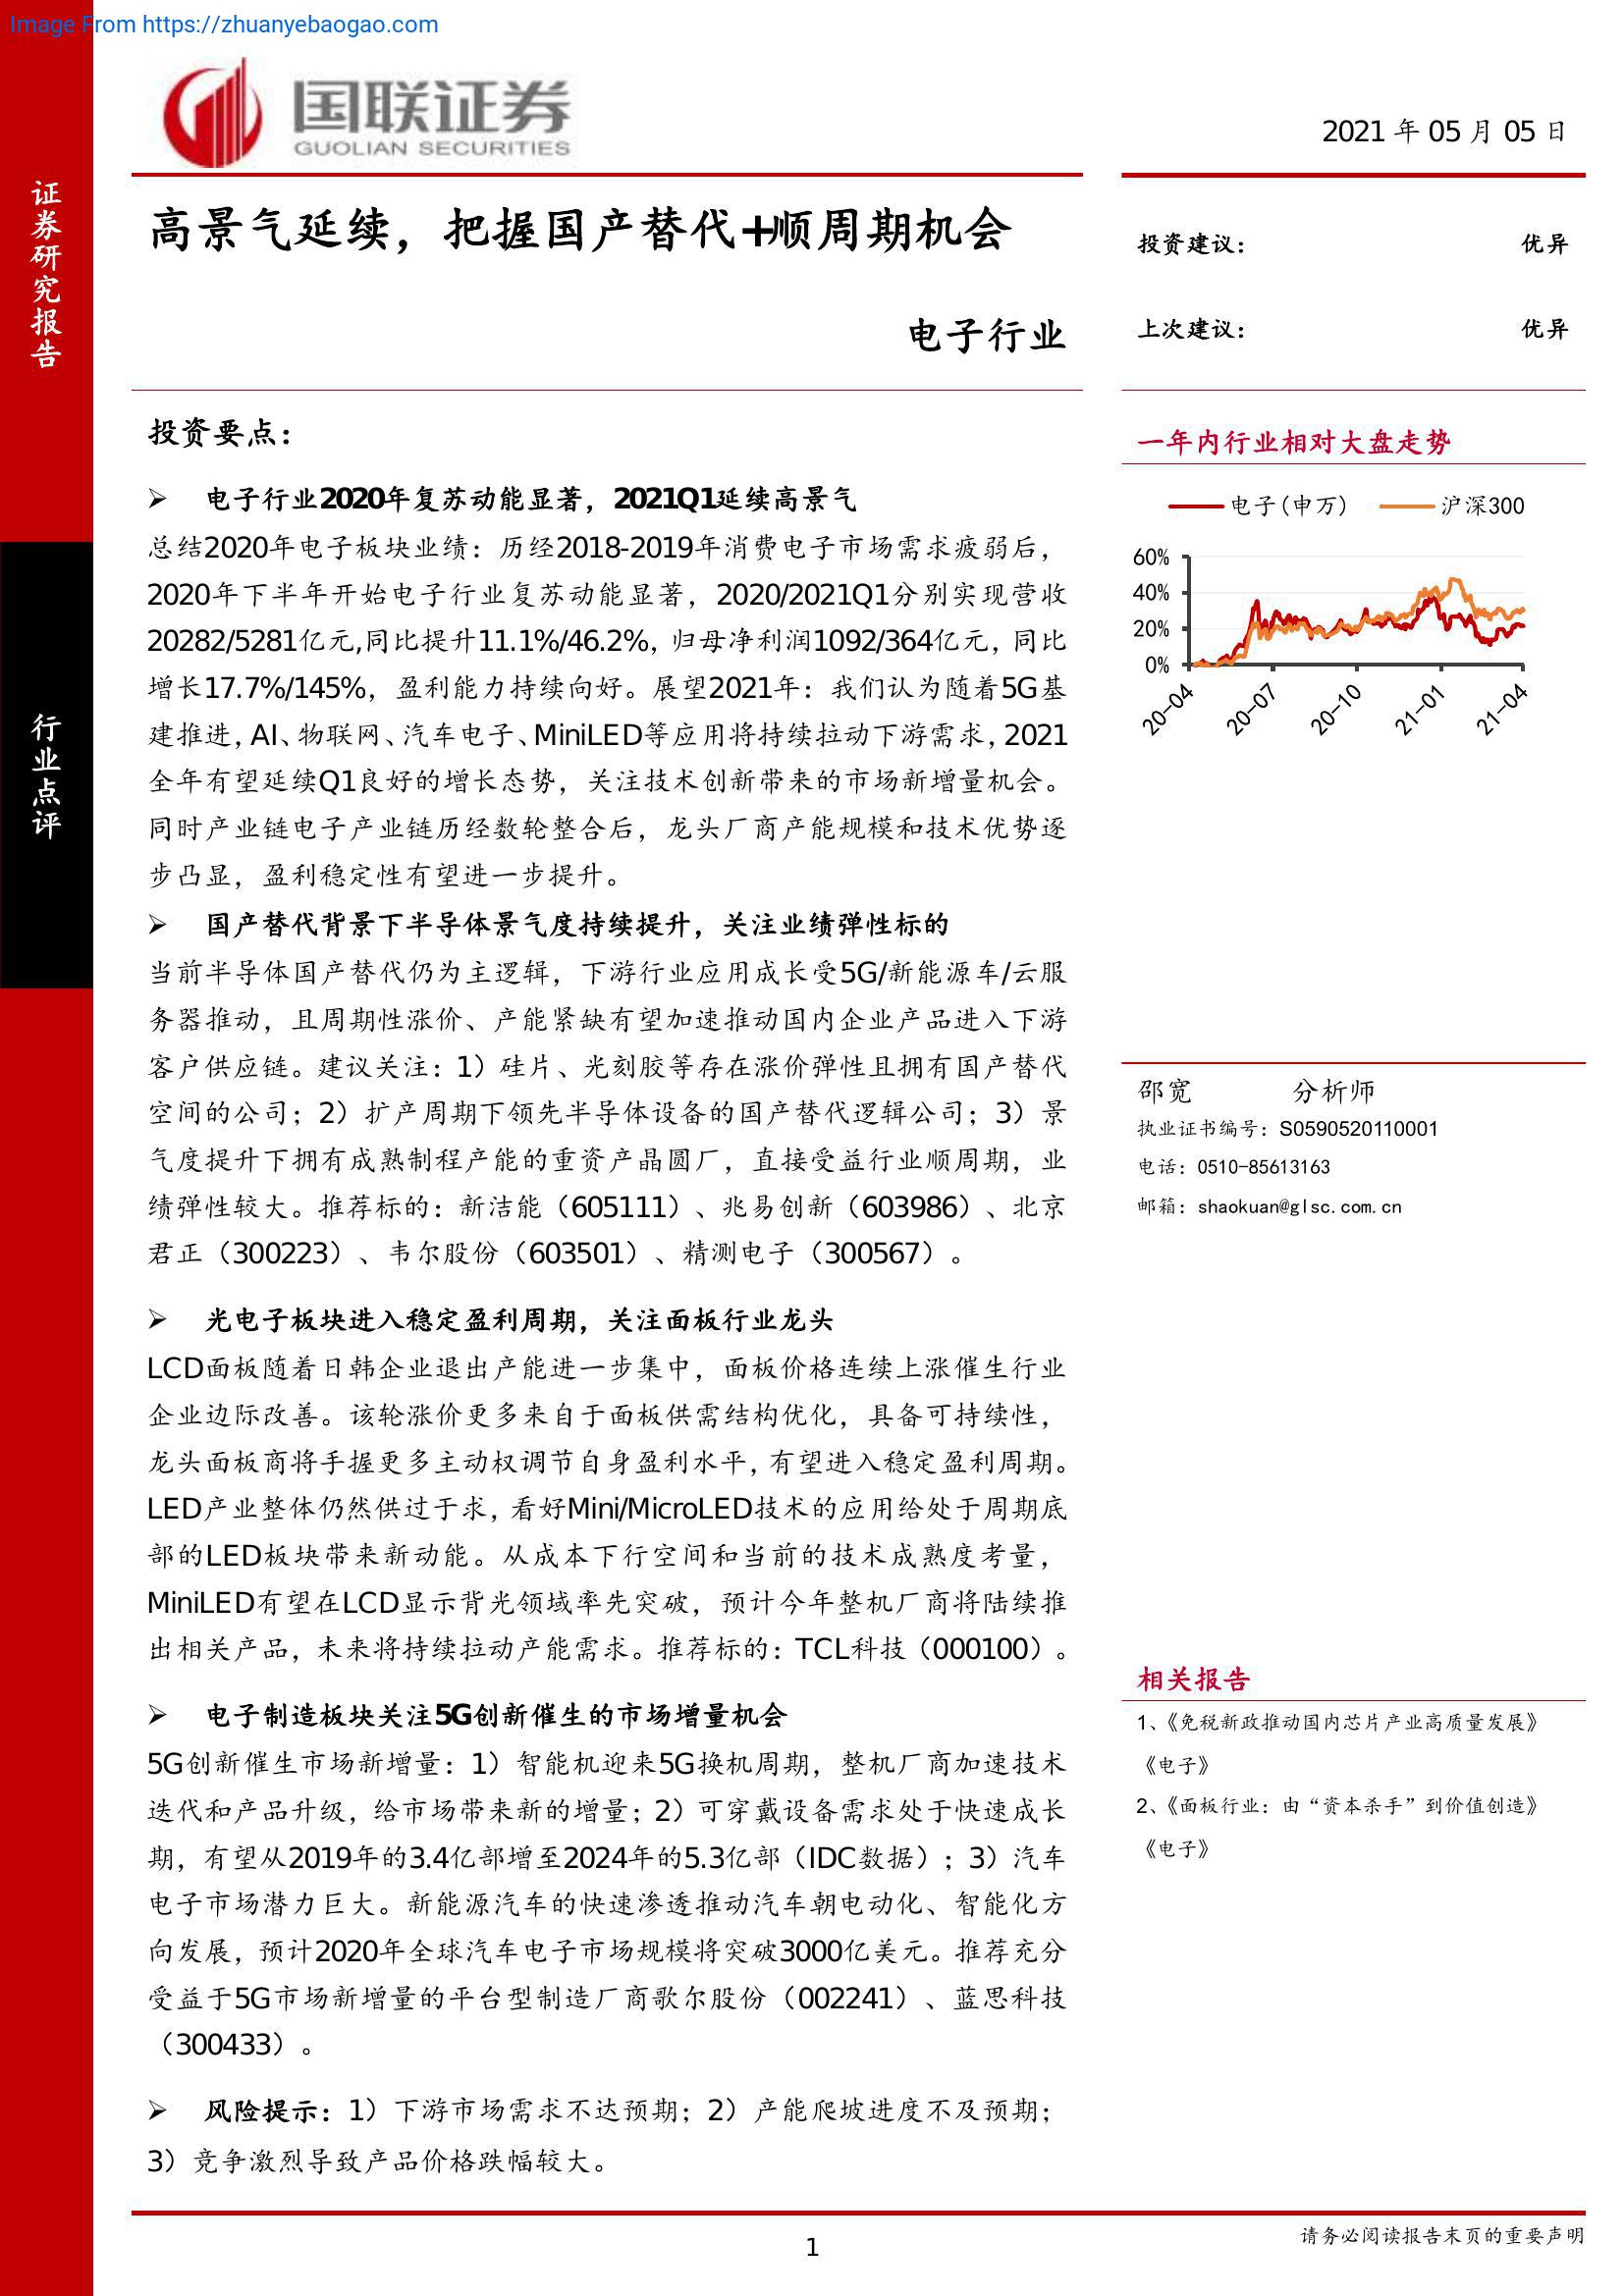 Image From https://zhuanyebaogao.com
国联证券
GUOLIAN SECURITIES
2021 年 05 月 05 日
证券研究报告
行业点评
高景气延续，把握国产替代+顺周期机会
电子行业
投资建议： 优异
上次建议： 优异
投资要点：
➢ 电子行业2020年复苏动能显著，2021Q1延续高景气
总结2020年电子板块业绩：历经2018-2019年消费电子市场需求疲弱后，
2020年下半年开始电子行业复苏动能显著，2020/2021Q1分别实现营收
20282/5281亿元,同比提升11.1%/46.2%，归母净利润1092/364亿元，同比
增长17.7%/145%，盈利能力持续向好。展望2021年：我们认为随着5G基
建推进，AI、物联网、汽车电子、MiniLED等应用将持续拉动下游需求，2021
全年有望延续Q1良好的增长态势，关注技术创新带来的市场新增量机会。
同时产业链电子产业链历经数轮整合后，龙头厂商产能规模和技术优势逐
步凸显，盈利稳定性有望进一步提升。
➢ 国产替代背景下半导体景气度持续提升，关注业绩弹性标的
当前半导体国产替代仍为主逻辑，下游行业应用成长受5G/新能源车/云服
务器推动，且周期性涨价、产能紧缺有望加速推动国内企业产品进入下游
客户供应链。建议关注：1）硅片、光刻胶等存在涨价弹性且拥有国产替代
空间的公司；2）扩产周期下领先半导体设备的国产替代逻辑公司；3）景
气度提升下拥有成熟制程产能的重资产晶圆厂，直接受益行业顺周期，业
绩弹性较大。推荐标的：新洁能（605111）、兆易创新（603986）、北京
君正（300223）、韦尔股份（603501）、精测电子（300567）。
➢ 光电子板块进入稳定盈利周期，关注面板行业龙头
LCD面板随着日韩企业退出产能进一步集中，面板价格连续上涨催生行业
企业边际改善。该轮涨价更多来自于面板供需结构优化，具备可持续性，
龙头面板商将手握更多主动权调节自身盈利水平，有望进入稳定盈利周期。
LED产业整体仍然供过于求，看好Mini/MicroLED技术的应用给处于周期底
部的LED板块带来新动能。从成本下行空间和当前的技术成熟度考量，
MiniLED有望在LCD显示背光领域率先突破，预计今年整机厂商将陆续推
出相关产品，未来将持续拉动产能需求。推荐标的：TCL科技（000100）。
➢ 电子制造板块关注5G创新催生的市场增量机会
5G创新催生市场新增量：1）智能机迎来5G换机周期，整机厂商加速技术
迭代和产品升级，给市场带来新的增量；2）可穿戴设备需求处于快速成长
期，有望从2019年的3.4亿部增至2024年的5.3亿部（IDC数据）；3）汽车
电子市场潜力巨大。新能源汽车的快速渗透推动汽车朝电动化、智能化方
向发展，预计2020年全球汽车电子市场规模将突破3000亿美元。推荐充分
受益于5G市场新增量的平台型制造厂商歌尔股份（002241）、蓝思科技
（300433）。
➢ 风险提示：1）下游市场需求不达预期；2）产能爬坡进度不及预期；
3）竞争激烈导致产品价格跌幅较大。
一年内行业相对大盘走势
电子(申万) 沪深300
60%
40%
20%
0%
20-04 20-07 20-10 21-01 21-04
邵宽 分析师
执业证书编号：S0590520110001
电话：0510-85613163
邮箱：shaokuan@glsc.com.cn
相关报告
1、《免税新政推动国内芯片产业高质量发展》
《电子》
2、《面板行业：由“资本杀手”到价值创造》
《电子》
1
请务必阅读报告末页的重要声明